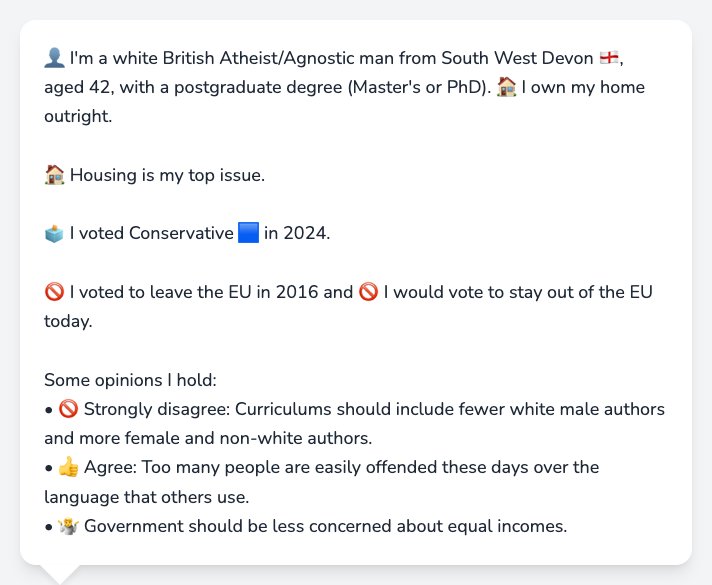 👤 I'm a white British Atheist/Agnostic man from South West Devon 🏴󠁧󠁢󠁥󠁮󠁧󠁿,
aged 42, with a postgraduate degree (Master's or PhD). 🏠 I own my home
outright.
🏠 Housing is my top issue.
🗳️ I voted Conservative 🟦 in 2024.
🚫 I voted to leave the EU in 2016 and 🚫 I would vote to stay out of the EU
today.
Some opinions I hold:
• 🚫 Strongly disagree: Curriculums should include fewer white male authors
and more female and non-white authors.
• 👍 Agree: Too many people are easily offended these days over the
language that others use.
• 🤷 Government should be less concerned about equal incomes.